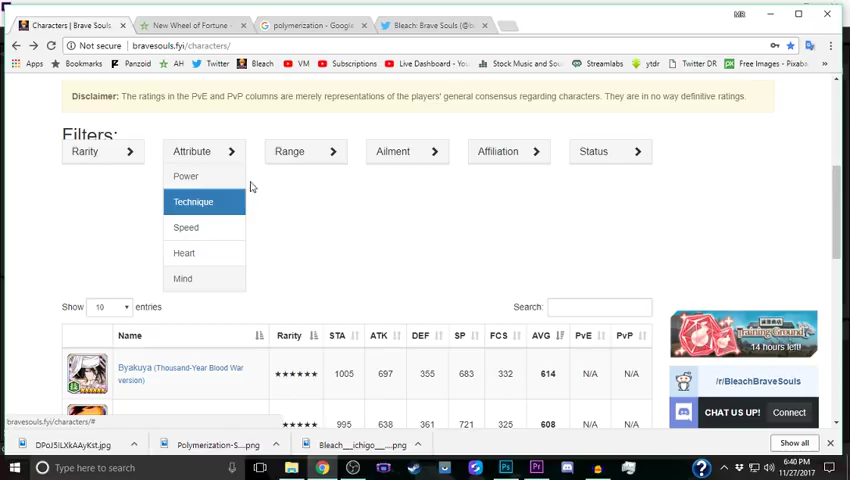 Characters | Brave Souls
New Wheel of Fortune
polymerization - Google
Bleach: Brave Souls (@b
MR
Not secure | bravesouls.fyi/characters/
Apps
Bookmarks
Panzoid
AH
Twitter
Bleach
VM
Subscriptions
Live Dashboard - You
Stock Music and Sou
Streamlabs
ytdr
Twitter DR
Free Images - Pixaba
Disclaimer: The ratings in the PvE and PvP columns are merely representations of the players' general consensus regarding characters. They are in no way definitive ratings.
Filters:
Rarity
Attribute
Range
Ailment
Affiliation
Status
Power
Technique
Speed
Heart
Mind
Show 10 entries
Search:
Name Rarity STA ATK DEF SP FCS AVG PvE PvP
Byakuya (Thousand-Year Blood War
version)
★★★★★★ 1005 697 355 683 332 614 N/A N/A
995 638 361 721 325 608
Training Ground
14 hours left!
/r/BleachBraveSouls
CHAT US UP! Connect
bravesouls.fyi/characters/#
Polymerization-S....png
Bleach__ichigo_....png
Show all
Type here to search
6:40 PM
11/27/2017